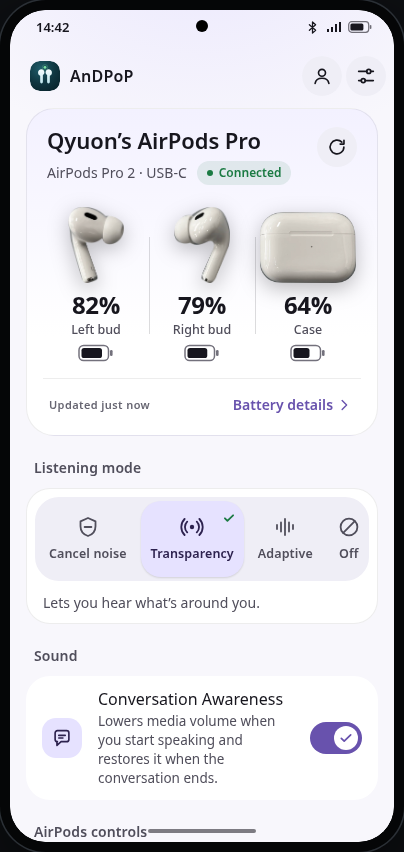 14:42
AnDPoP
Qyuon’s AirPods Pro
AirPods Pro 2 · USB-C
Connected
82%
Left bud
79%
Right bud
64%
Case
Updated just now
Battery details
Listening mode
Cancel noise
Transparency
Adaptive
Off
Lets you hear what’s around you.
Sound
Conversation Awareness
Lowers media volume when
you start speaking and
restores it when the
conversation ends.
AirPods controls